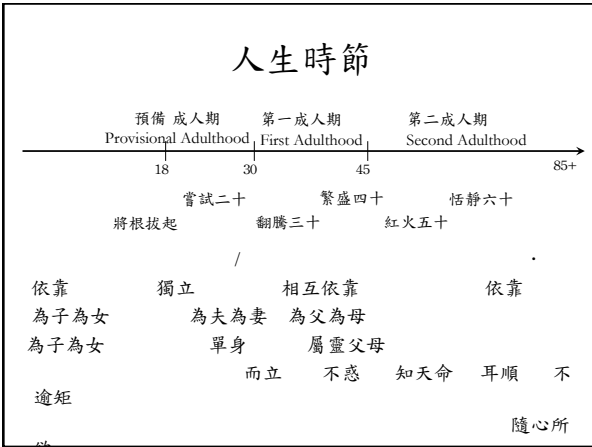 人生時節
預備 成人期 第一成人期 第二成人期
Provisional Adulthood First Adulthood Second Adulthood
18 30 45 85+
嘗試二十 繁盛四十 恬靜六十
將根拔起 翻騰三十 紅火五十
/ .
依靠 獨立 相互依靠 依靠
為子為女 為夫為妻 為父為母
為子為女 單身 屬靈父母
而立 不惑 知天命 耳順 不
逾矩
隨心所